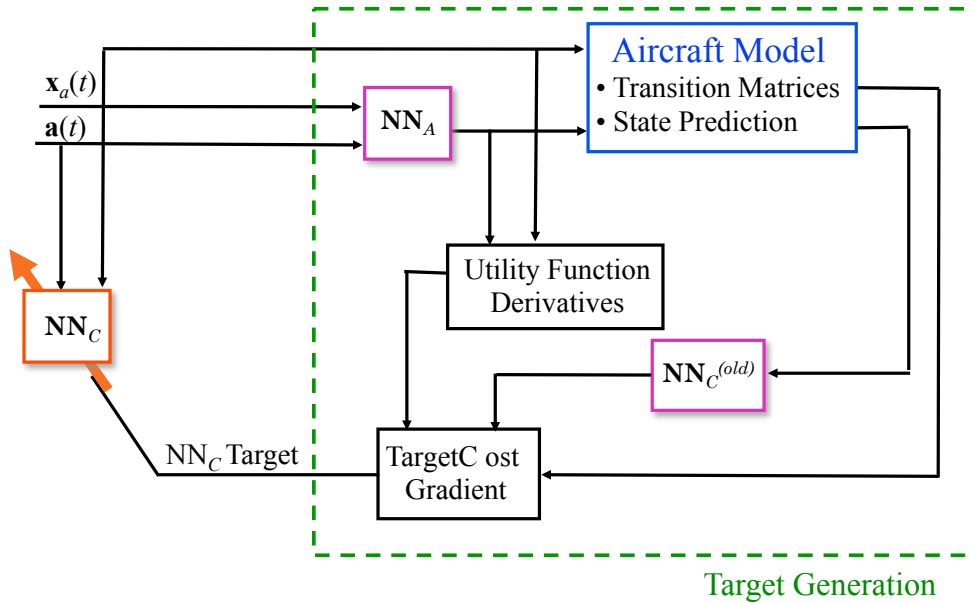 Aircraft Model
• Transition Matrices
• State Prediction
x_a(t)
a(t)
NN_A
Utility Function
Derivatives
NN_C
NN_C^(old)
NN_C Target
TargetC ost
Gradient
Target Generation